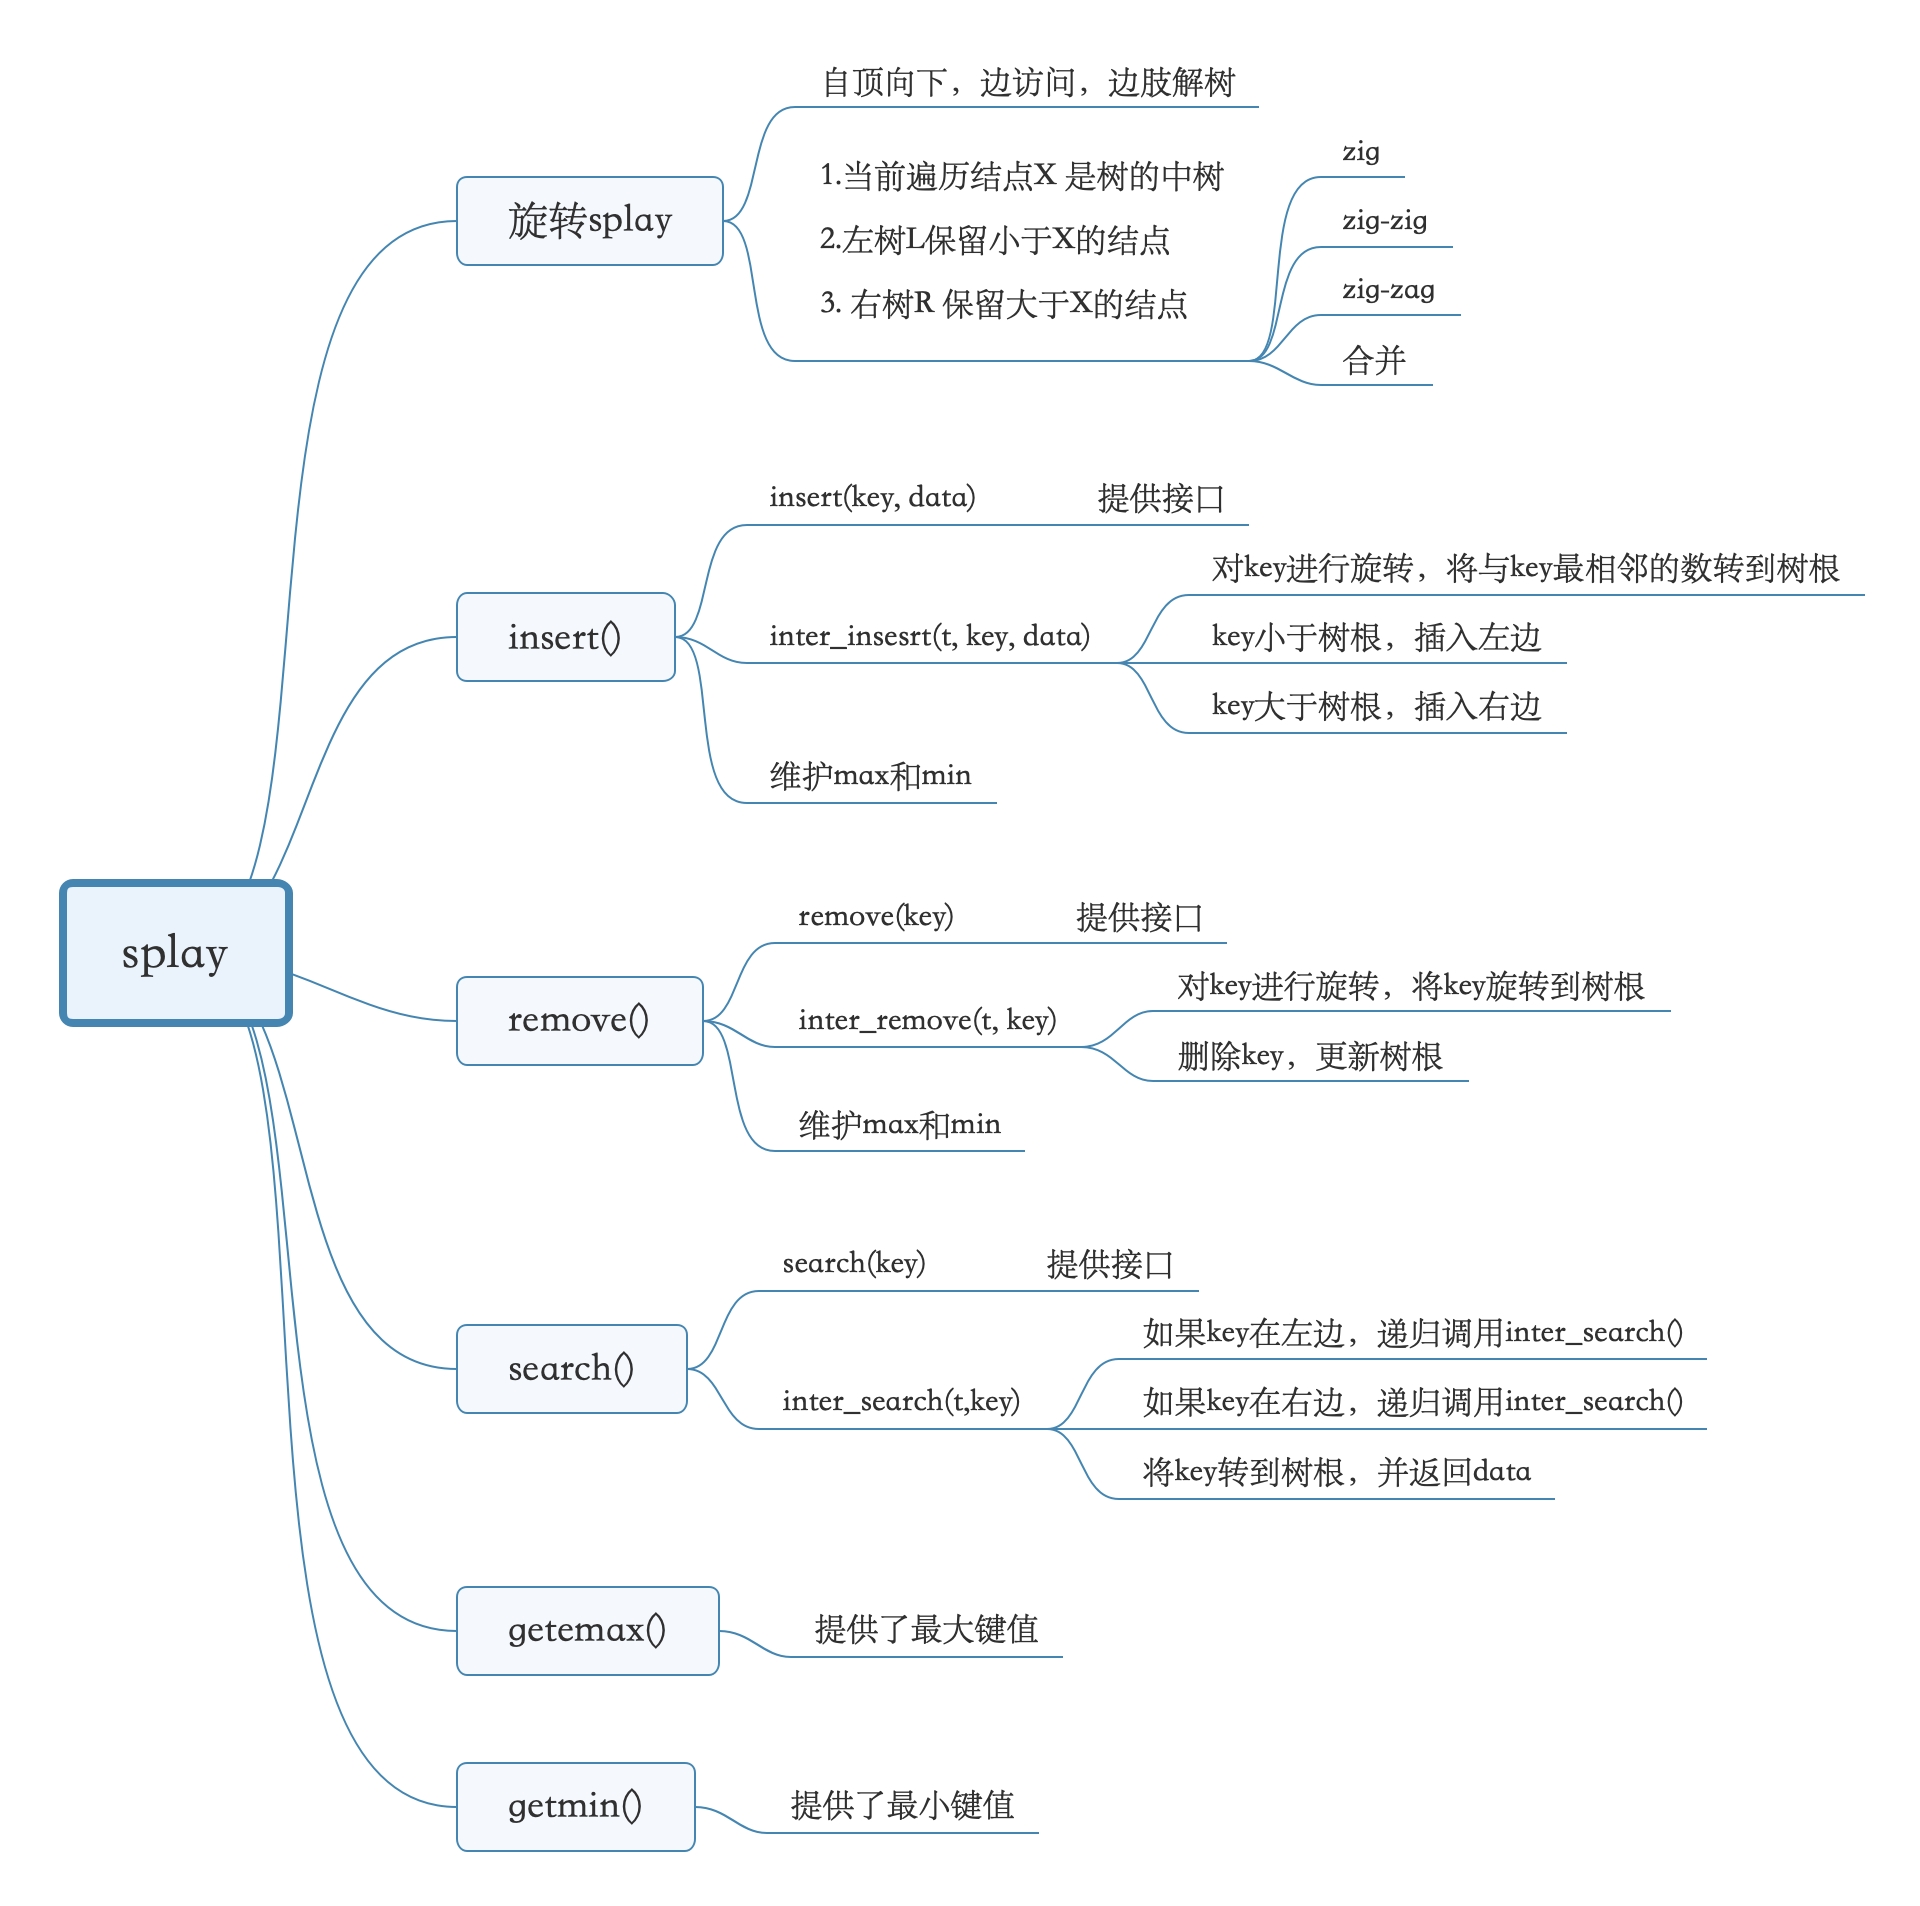 splay
旋转splay
自顶向下，边访问，边肢解树
1.当前遍历结点X 是树的中树
2.左树L保留小于X的结点
3. 右树R 保留大于X的结点
zig
zig-zig
zig-zag
合并
insert()
insert(key, data)
提供接口
inter_insesrt(t, key, data)
对key进行旋转，将与key最相邻的数转到树根
key小于树根，插入左边
key大于树根，插入右边
维护max和min
remove()
remove(key)
提供接口
inter_remove(t, key)
对key进行旋转，将key旋转到树根
删除key，更新树根
维护max和min
search()
search(key)
提供接口
inter_search(t,key)
如果key在左边，递归调用inter_search()
如果key在右边，递归调用inter_search()
将key转到树根，并返回data
getemax()
提供了最大键值
getmin()
提供了最小键值